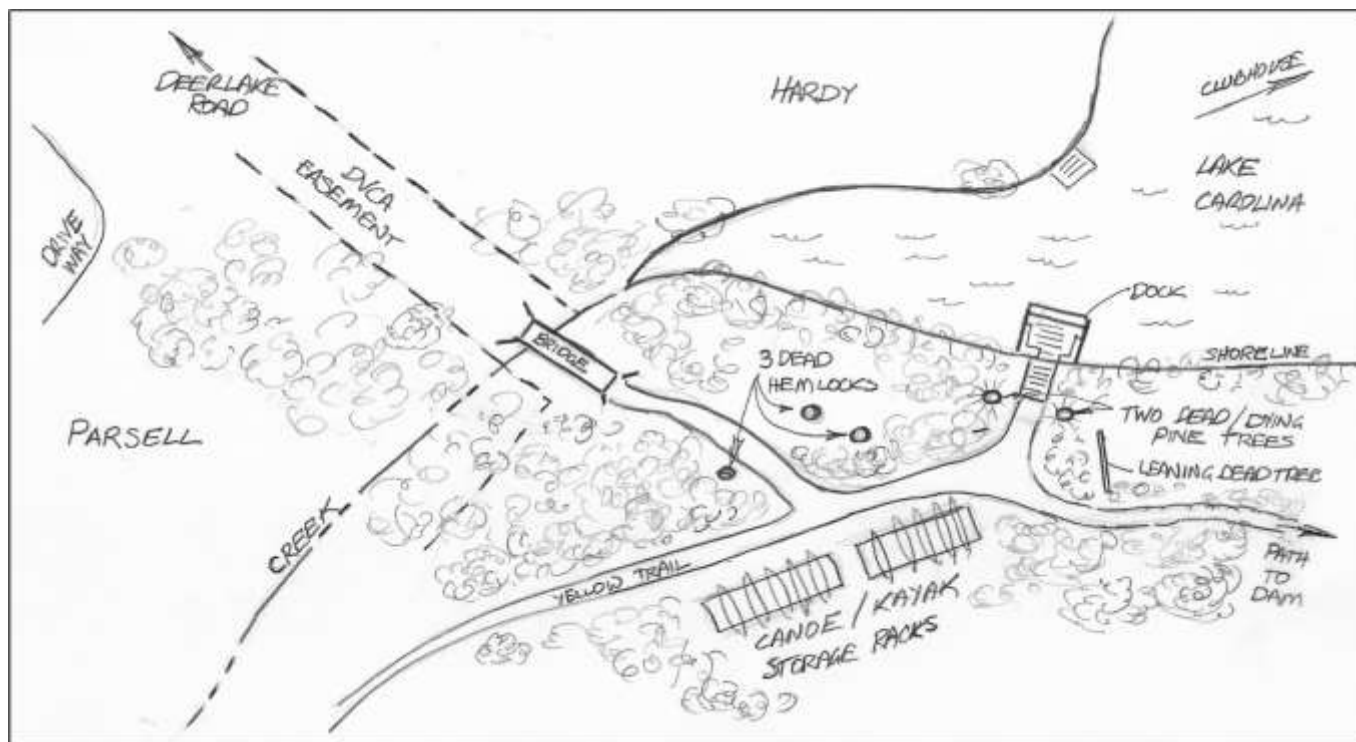 DEERLAKE
ROAD
HARDY
CLUBHOUSE
DVCA
EASEMENT
LAKE
CAROLINA
DRIVE
WAY
DOCK
BRIDGE
SHORELINE
3 DEAD
HEMLOCKS
TWO DEAD/DYING
PINE TREES
PARSELL
LEANING DEAD TREE
CREEK
YELLOW TRAIL
PATH
TO
DAM
CANOE / KAYAK
STORAGE RACKS